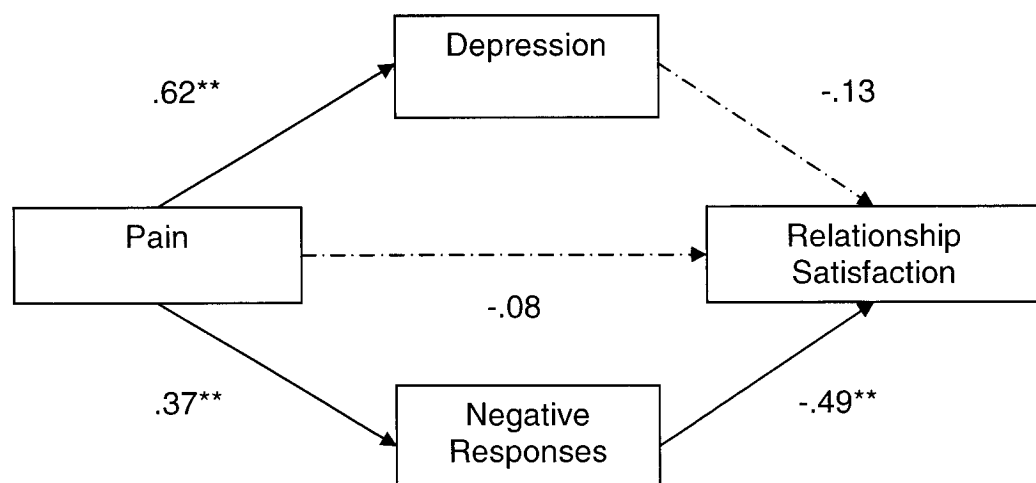 Depression
.62**
-.13
Pain
Relationship
Satisfaction
-.08
.37**
-.49**
Negative
Responses